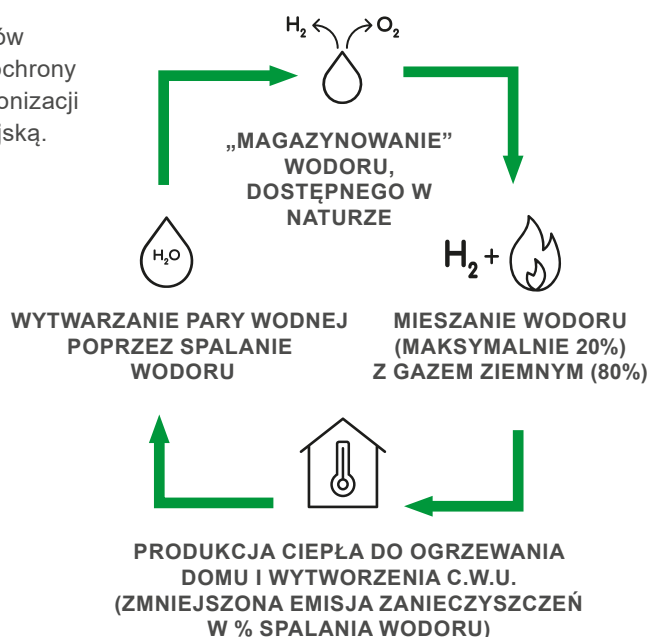 ów
ochrony
onizacji
jską.
H₂ O₂
„MAGAZYNOWANIE”
WODORU,
DOSTĘPNEGO W
NATURZE
H₂O
WYTWARZANIE PARY WODNEJ
POPRZEZ SPALANIE
WODORU
H₂ +
MIESZANIE WODORU
(MAKSYMALNIE 20%)
Z GAZEM ZIEMNYM (80%)
PRODUKCJA CIEPŁA DO OGRZEWANIA
DOMU I WYTWORZENIA C.W.U.
(ZMNIEJSZONA EMISJA ZANIECZYSZCZEŃ
W % SPALANIA WODORU)